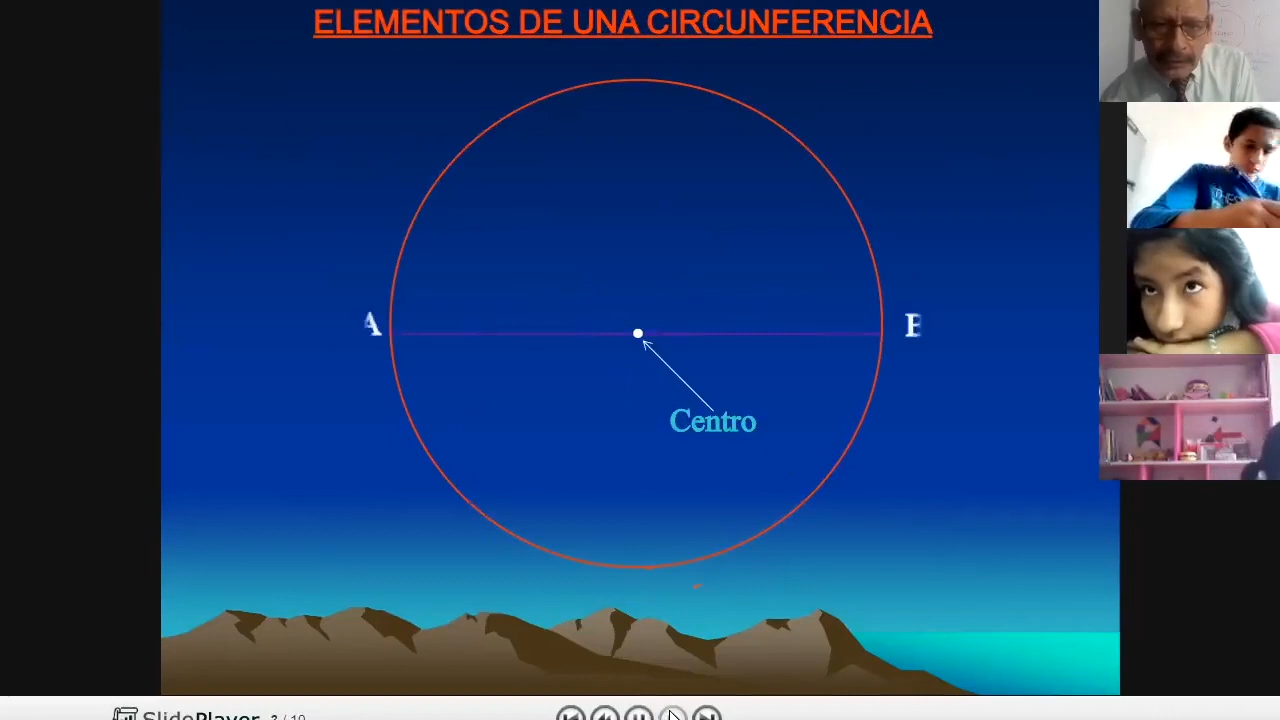 ELEMENTOS DE UNA CIRCUNFERENCIA
A
B
Centro
SlidePlayer